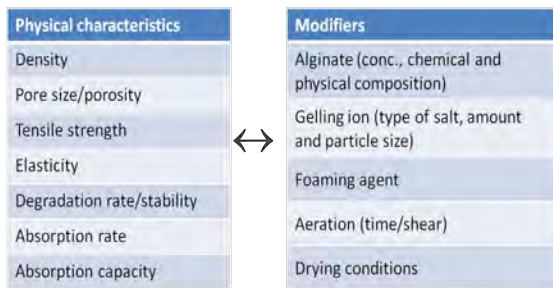 Physical characteristics
Density
Pore size/porosity
Tensile strength
Elasticity
Degradation rate/stability
Absorption rate
Absorption capacity
Modifiers
Alginate (conc., chemical and
physical composition)
Gelling ion (type of salt, amount
and particle size)
Foaming agent
Aeration (time/shear)
Drying conditions